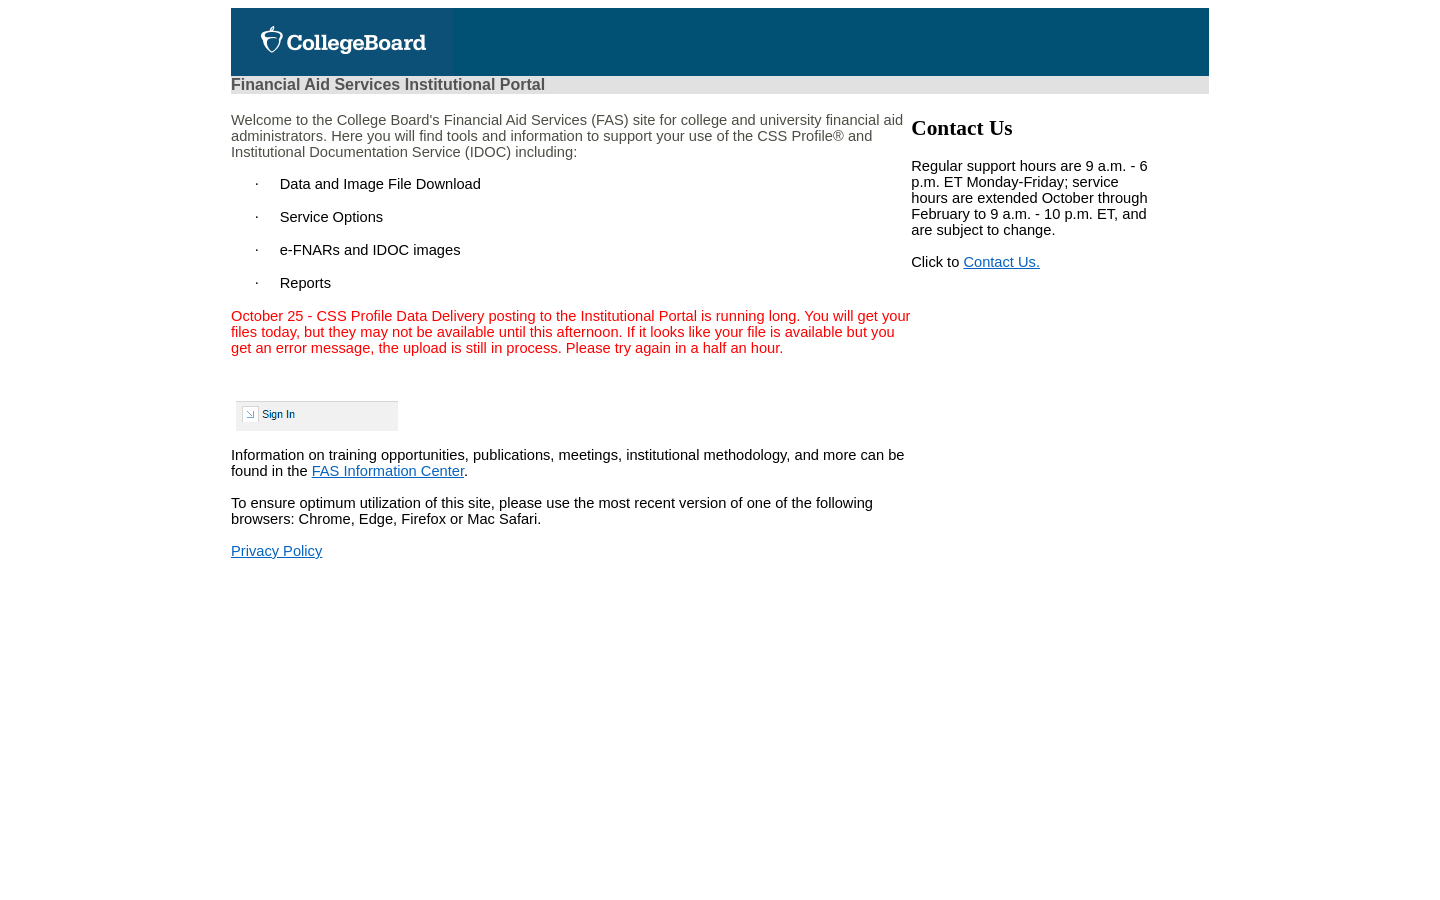 CollegeBoard
Financial Aid Services Institutional Portal
Welcome to the College Board's Financial Aid Services (FAS) site for college and university financial aid
administrators. Here you will find tools and information to support your use of the CSS Profile® and
Institutional Documentation Service (IDOC) including:
· Data and Image File Download
· Service Options
· e-FNARs and IDOC images
· Reports
October 25 - CSS Profile Data Delivery posting to the Institutional Portal is running long. You will get your
files today, but they may not be available until this afternoon. If it looks like your file is available but you
get an error message, the upload is still in process. Please try again in a half an hour.
Sign In
Information on training opportunities, publications, meetings, institutional methodology, and more can be
found in the FAS Information Center.
To ensure optimum utilization of this site, please use the most recent version of one of the following
browsers: Chrome, Edge, Firefox or Mac Safari.
Privacy Policy
Contact Us
Regular support hours are 9 a.m. - 6
p.m. ET Monday-Friday; service
hours are extended October through
February to 9 a.m. - 10 p.m. ET, and
are subject to change.
Click to Contact Us.